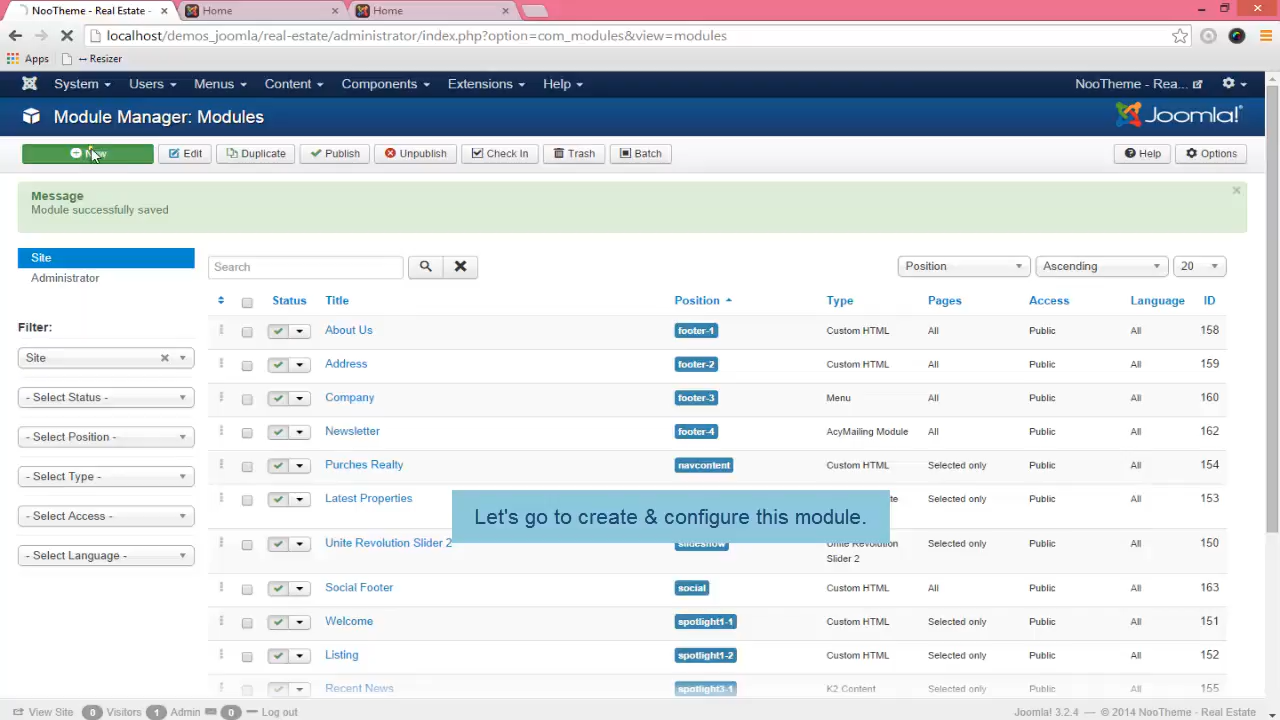 NooTheme - Real Estate - 
Home
Home
localhost/demos_joomla/real-estate/administrator/index.php?option=com_modules&view=modules
Apps
Resizer
System Users Menus Content Components Extensions Help
NooTheme - Rea...
Module Manager: Modules
Joomla!
New
Edit
Duplicate
Publish
Unpublish
Check In
Trash
Batch
Help
Options
Message
Module successfully saved
Site
Administrator
Filter:
Site
- Select Status -
- Select Position -
- Select Type -
- Select Access -
- Select Language -
Search
Position
Ascending
20
Status Title Position Type Pages Access Language ID
About Us footer-1 Custom HTML All Public All 158
Address footer-2 Custom HTML All Public All 159
Company footer-3 Menu All Public All 160
Newsletter footer-4 AcyMailing Module All Public All 162
Purches Realty navcontent Custom HTML Selected only Public All 154
Latest Properties Selected only Public All 153
Let's go to create & configure this module.
Unite Revolution Slider 2 slideshow Unite Revolution Slider 2 Selected only Public All 150
Social Footer social Custom HTML All Public All 163
Welcome spotlight1-1 Custom HTML Selected only Public All 151
Listing spotlight1-2 Custom HTML Selected only Public All 152
Recent News spotlight3-1 K2 Content Selected only Public All 155
View Site 0 Visitors 1 Admin 0 Log out
Joomla! 3.2.4 — © 2014 NooTheme - Real Estate